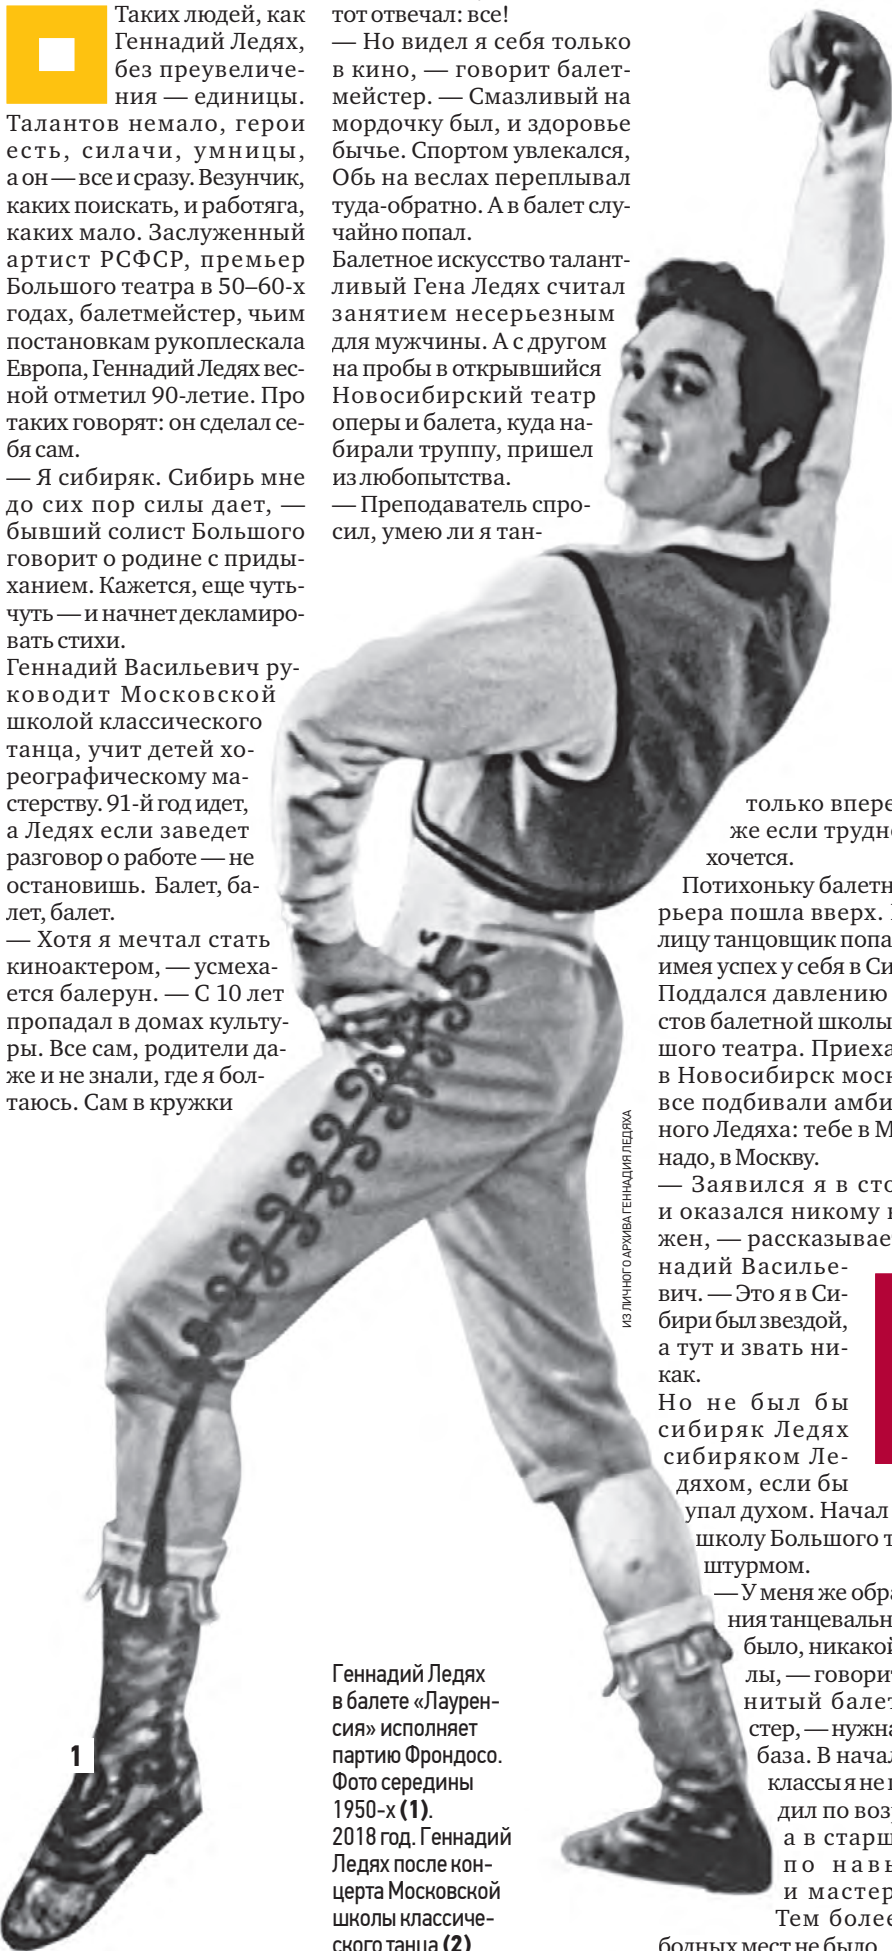 Таких людей, как
Геннадий Ледях,
без преувеличе-
ния — единицы.
Талантов немало, герои
есть, силачи, умницы,
а он — все и сразу. Везунчик,
каких поискать, и работяга,
каких мало. Заслуженный
артист РСФСР, премьер
Большого театра в 50–60-х
годах, балетмейстер, чьим
постановкам рукоплескала
Европа, Геннадий Ледях вес-
ной отметил 90-летие. Про
таких говорят: он сделал се-
бя сам.
— Я сибиряк. Сибирь мне
до сих пор силы дает, —
бывший солист Большого
говорит о родине с приды-
ханием. Кажется, еще чуть-
чуть — и начнет декламиро-
вать стихи.
Геннадий Васильевич ру-
ководит Московской
школой классического
танца, учит детей хо-
реографическому ма-
стерству. 91-й год идет,
а Ледях если заведет
разговор о работе — не
остановишь. Балет, ба-
лет, балет.
— Хотя я мечтал стать
киноактером, — усмеха-
ется балерун. — С 10 лет
пропадал в домах культу-
ры. Все сам, родители да-
же и не знали, где я бол-
таюсь. Сам в кружки
тот отвечал: все!
— Но видел я себя только
в кино, — говорит балет-
мейстер. — Смазливый на
мордочку был, и здоровье
бычье. Спортом увлекался,
Обь на веслах переплывал
туда-обратно. А в балет слу-
чайно попал.
Балетное искусство талант-
ливый Гена Ледях считал
занятием несерьезным
для мужчины. А с другом
на пробы в открывшийся
Новосибирский театр
оперы и балета, куда на-
бирали труппу, пришел
из любопытства.
— Преподаватель спро-
сил, умею ли я тан-
только впере
же если трудн
хочется.
Потихоньку балетн
рьера пошла вверх.
лицу танцовщик попа
имея успех у себя в Си
Поддался давлению
стов балетной школы
шого театра. Приеха
в Новосибирск моск
все подбивали амби
ного Ледяха: тебе в М
надо, в Москву.
— Заявился я в сто
и оказался никому
жен, — рассказывае
надий Василье-
вич. — Это я в Си-
бири был звездой,
а тут и звать ни-
как.
Но не был бы
сибиряк Ледях
сибиряком Ле-
дяхом, если бы
упал духом. Начал
школу Большого т
штурмом.
— У меня же обра
ния танцевальн
было, никакой
лы, — говорит
нитый балет
стер, — нужна
база. В начал
классы я не
дил по возр
а в старш
по навы
и мастер
Тем более
бодных мест не было
ИЗ ЛИЧНОГО АРХИВА ГЕННАДИЯ ЛЕДЯХА
1
Геннадий Ледях
в балете «Лаурен-
сия» исполняет
партию Фрондосо.
Фото середины
1950-х (1).
2018 год. Геннадий
Ледях после кон-
церта Московской
школы классиче-
ского танца (2)